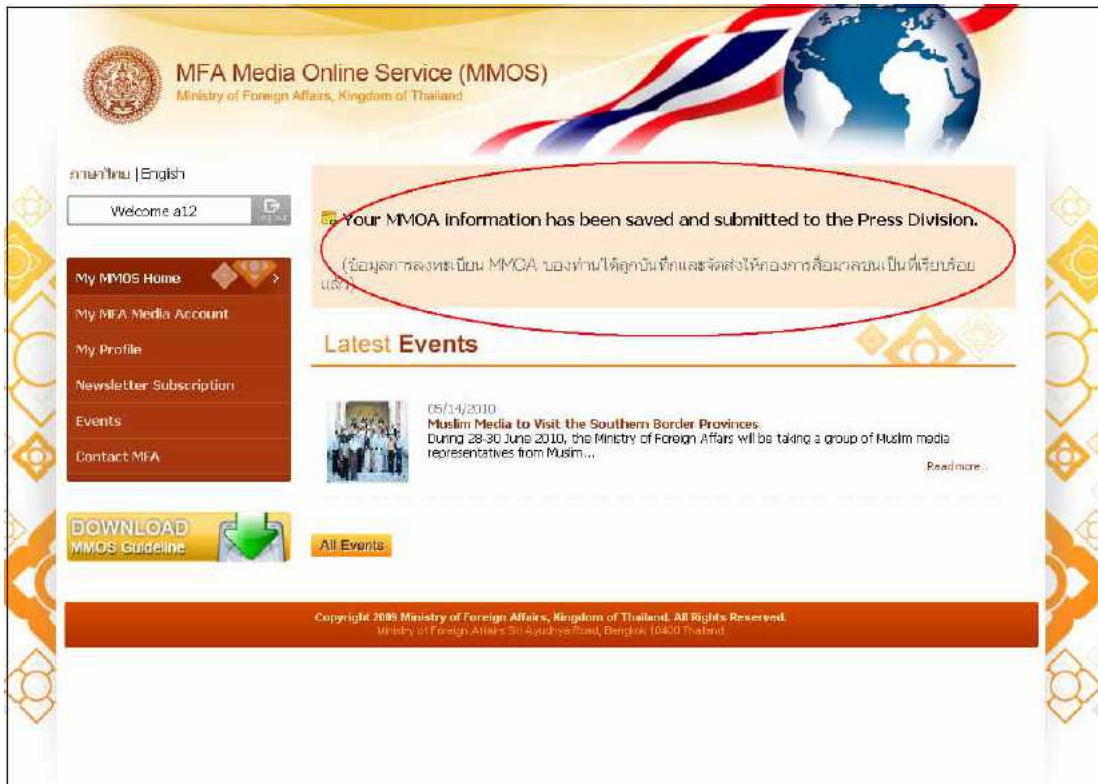 MFA Media Online Service (MMOS)
Ministry of Foreign Affairs, Kingdom of Thailand
ภาษาไทย | English
Welcome a12
Log out
Your MMOA information has been saved and submitted to the Press Division.
(ข้อมูลการลงทะเบียน MMOA ของท่านได้ถูกบันทึกและจัดส่งให้กองการสื่อมวลชนเป็นที่เรียบร้อย
แล้ว)
My MMOS Home
My MFA Media Account
My Profile
Newsletter Subscription
Events
Contact MFA
DOWNLOAD
MMOS Guideline
Latest Events
05/14/2010
Muslim Media to Visit the Southern Border Provinces
During 28-30 June 2010, the Ministry of Foreign Affairs will be taking a group of Muslim media
representatives from Muslim...
Read more...
All Events
Copyright 2009 Ministry of Foreign Affairs, Kingdom of Thailand. All Rights Reserved.
Ministry of Foreign Affairs Sri Ayudhya Road, Bangkok 10400 Thailand